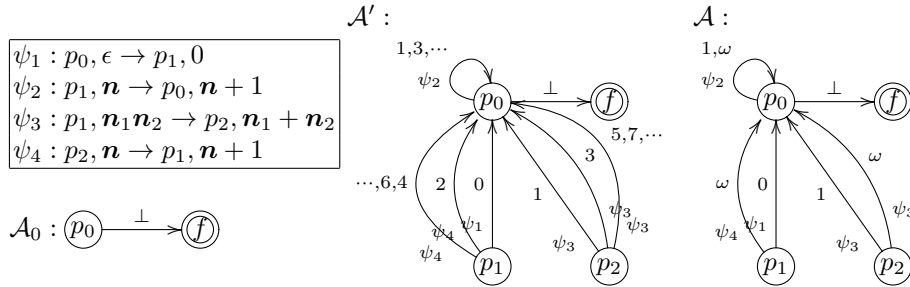 ψ₁ : p₀, ϵ → p₁, 0
ψ₂ : p₁, n → p₀, n + 1
ψ₃ : p₁, n₁n₂ → p₂, n₁ + n₂
ψ₄ : p₂, n → p₁, n + 1
𝒜₀ : p₀ ⊥ f
𝒜′ :
1,3,⋯
ψ₂
p₀ ⊥ f
5,7,⋯
⋯,6,4 2 0 1 3
ψ₄ ψ₄ ψ₁ ψ₃ ψ₃ ψ₃
p₁ p₂
𝒜 :
1,ω
ψ₂
p₀ ⊥ f
ω 0 1 ω
ψ₄ ψ₁ ψ₃ ψ₃
p₁ p₂